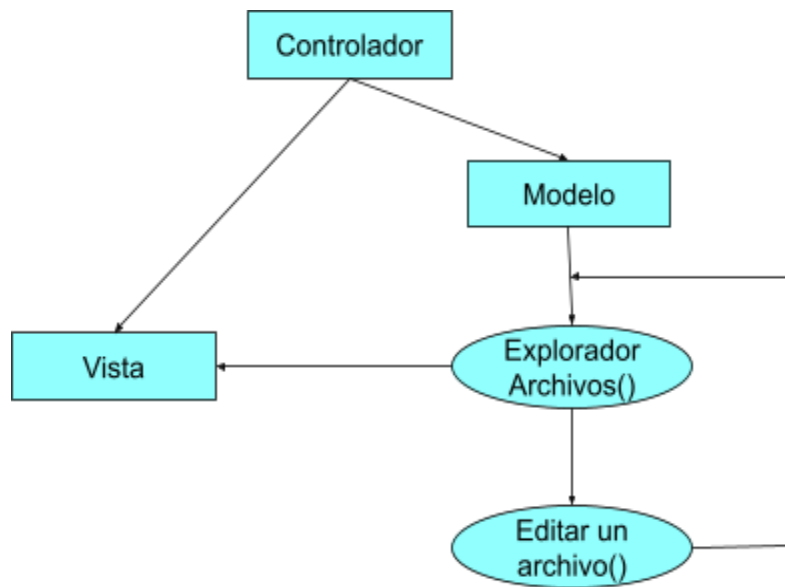 Controlador
Modelo
Vista
Explorador
Archivos()
Editar un
archivo()